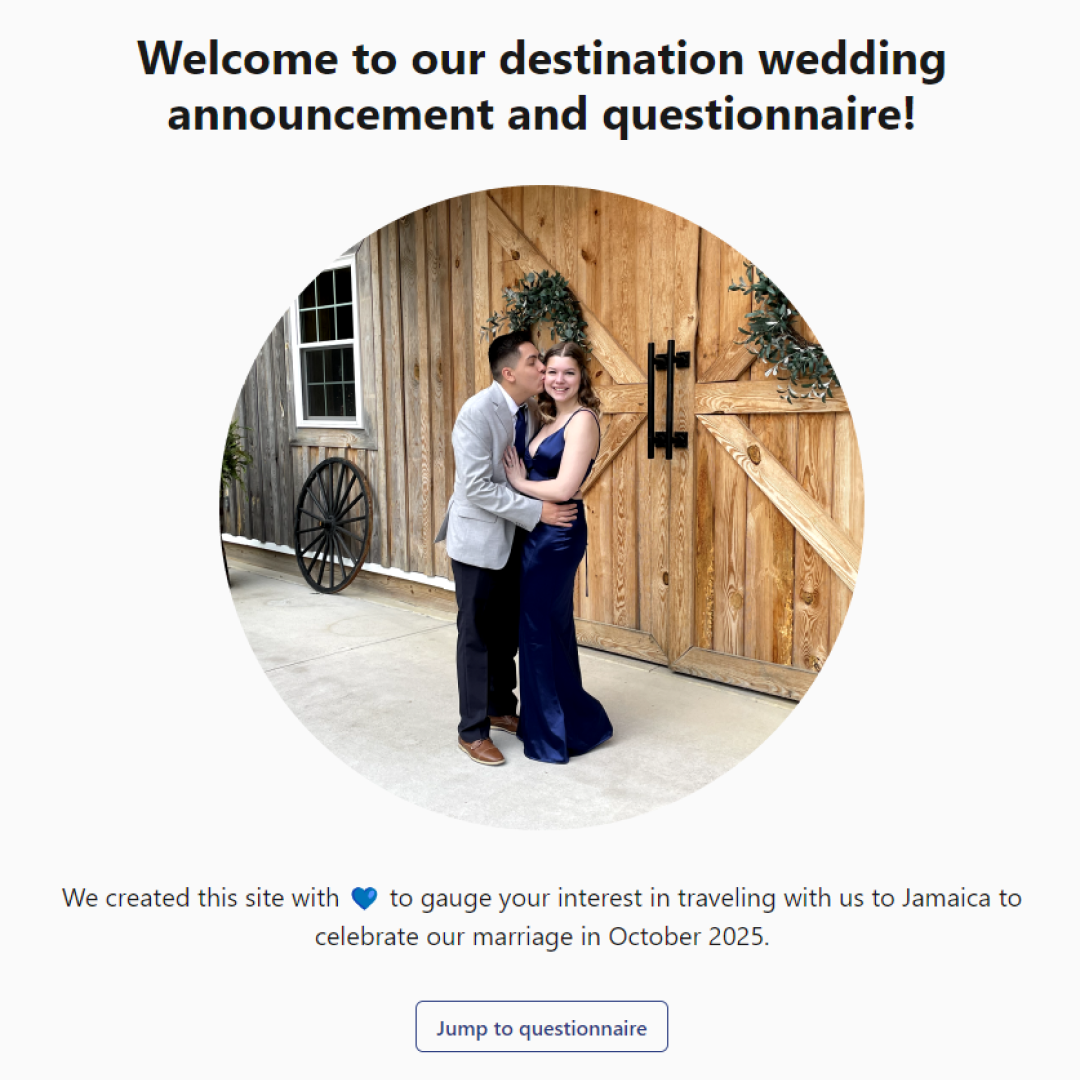 Welcome to our destination wedding
announcement and questionnaire!
We created this site with 💙 to gauge your interest in traveling with us to Jamaica to
celebrate our marriage in October 2025.
Jump to questionnaire